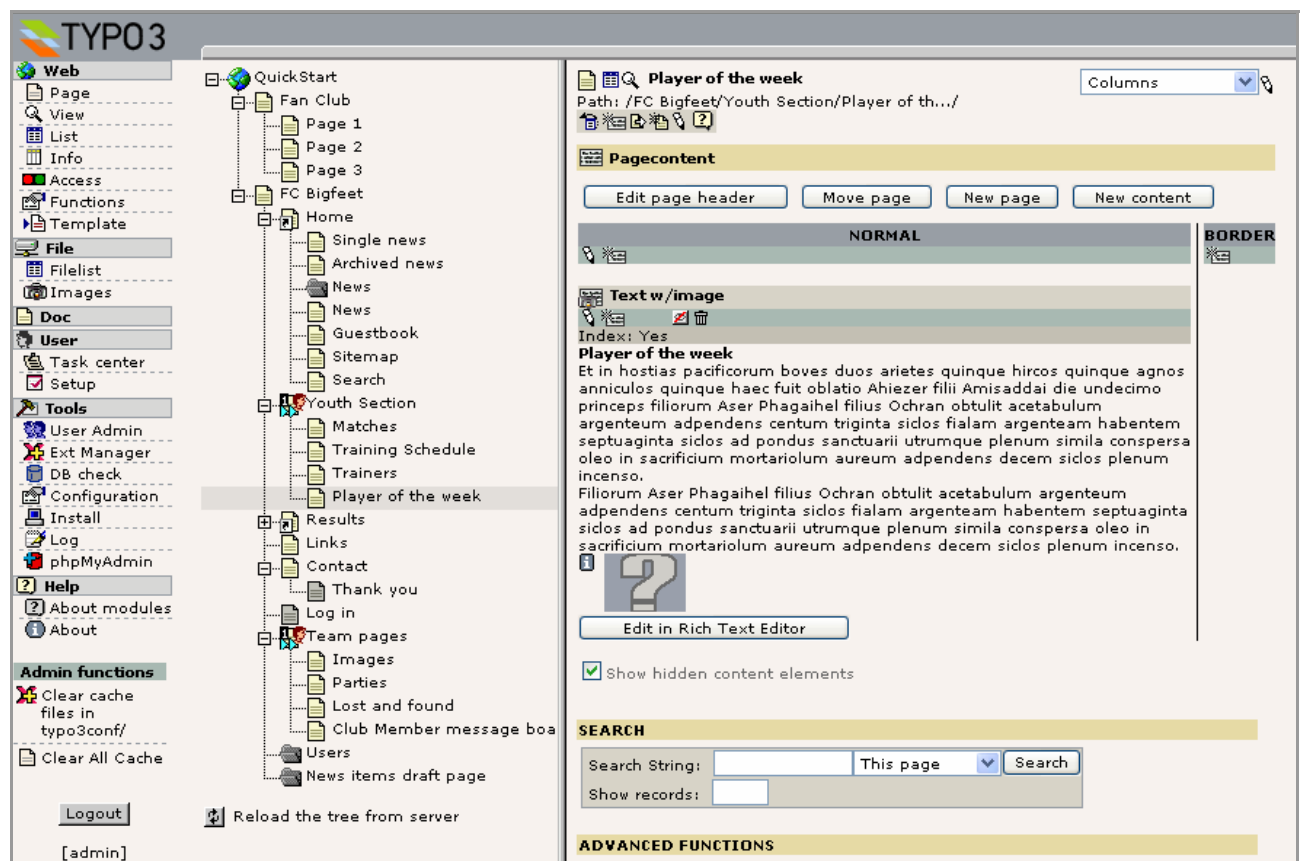 TYPO3
Web
Page
View
List
Info
Access
Functions
Template
File
Filelist
Images
Doc
User
Task center
Setup
Tools
User Admin
Ext Manager
DB check
Configuration
Install
Log
phpMyAdmin
Help
About modules
About
Admin functions
Clear cache
files in
typo3conf/
Clear All Cache
Logout
[admin]
QuickStart
Fan Club
Page 1
Page 2
Page 3
FC Bigfeet
Home
Single news
Archived news
News
News
Guestbook
Sitemap
Search
Youth Section
Matches
Training Schedule
Trainers
Player of the week
Results
Links
Contact
Thank you
Log in
Team pages
Images
Parties
Lost and found
Club Member message boa
Users
News items draft page
Reload the tree from server
Player of the week
Columns
Path: /FC Bigfeet/Youth Section/Player of th.../
Pagecontent
Edit page header Move page New page New content
NORMAL BORDER
Text w/image
Index: Yes
Player of the week
Et in hostias pacificorum boves duos arietes quinque hircos quinque agnos
anniculos quinque haec fuit oblatio Ahiezer filii Amisaddai die undecimo
princeps filiorum Aser Phagaihel filius Ochran obtulit acetabulum
argenteum adpendens centum triginta siclos fialam argenteam habentem
septuaginta siclos ad pondus sanctuarii utrumque plenum simila conspersa
oleo in sacrificium mortariolum aureum adpendens decem siclos plenum
incenso.
Filiorum Aser Phagaihel filius Ochran obtulit acetabulum argenteum
adpendens centum triginta siclos fialam argenteam habentem septuaginta
siclos ad pondus sanctuarii utrumque plenum simila conspersa oleo in
sacrificium mortariolum aureum adpendens decem siclos plenum incenso.
?
Edit in Rich Text Editor
Show hidden content elements
SEARCH
Search String: This page Search
Show records:
ADVANCED FUNCTIONS